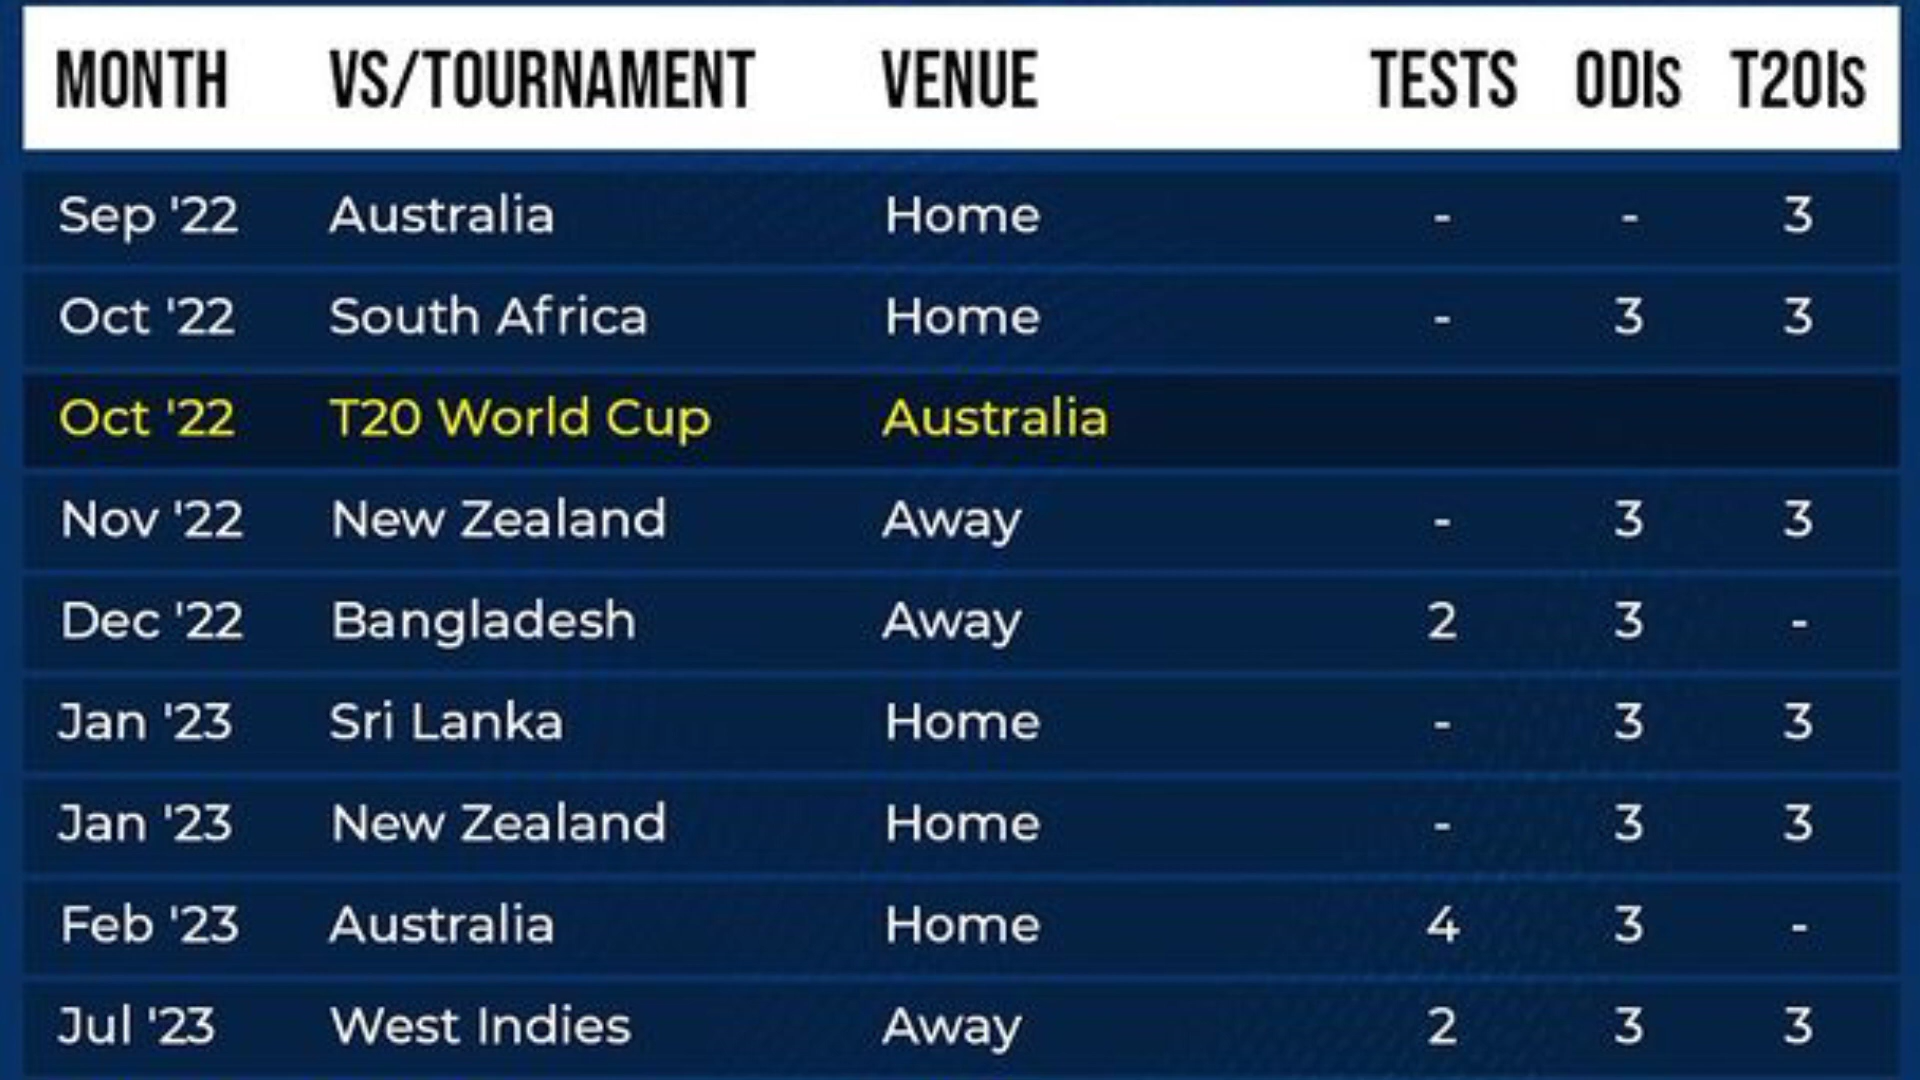 MONTH VS/TOURNAMENT VENUE TESTS ODIs T20Is
Sep '22 Australia Home - - 3
Oct '22 South Africa Home - 3 3
Oct '22 T20 World Cup Australia
Nov '22 New Zealand Away - 3 3
Dec '22 Bangladesh Away 2 3 -
Jan '23 Sri Lanka Home - 3 3
Jan '23 New Zealand Home - 3 3
Feb '23 Australia Home 4 3 -
Jul '23 West Indies Away 2 3 3